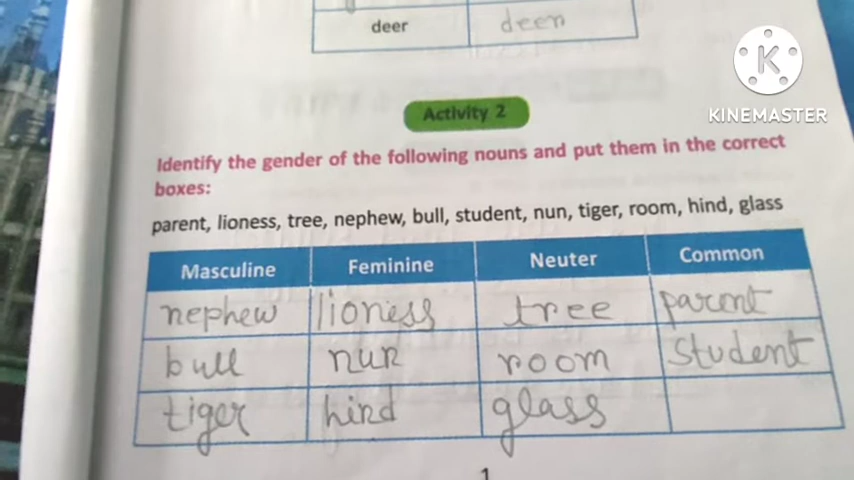 deer deen
K
KINEMASTER
Activity 2
Identify the gender of the following nouns and put them in the correct
boxes:
parent, lioness, tree, nephew, bull, student, nun, tiger, room, hind, glass
Masculine Feminine Neuter Common
nephew lioness tree parent
bull nun room student
tiger hind glass
1